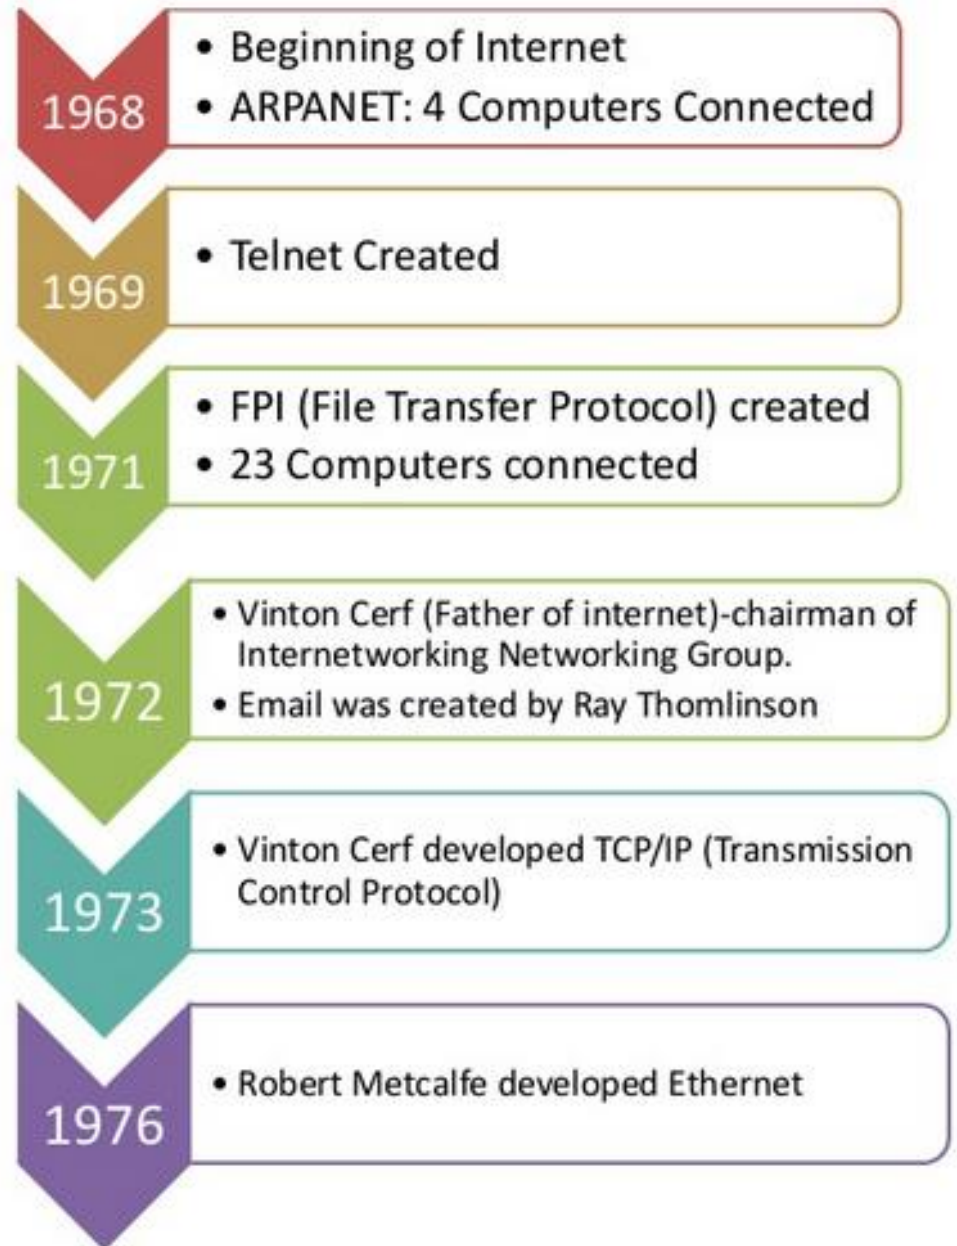 1968
• Beginning of Internet
• ARPANET: 4 Computers Connected
1969
• Telnet Created
1971
• FPI (File Transfer Protocol) created
• 23 Computers connected
1972
• Vinton Cerf (Father of internet)-chairman of
Internetworking Networking Group.
• Email was created by Ray Thomlinson
1973
• Vinton Cerf developed TCP/IP (Transmission
Control Protocol)
1976
• Robert Metcalfe developed Ethernet